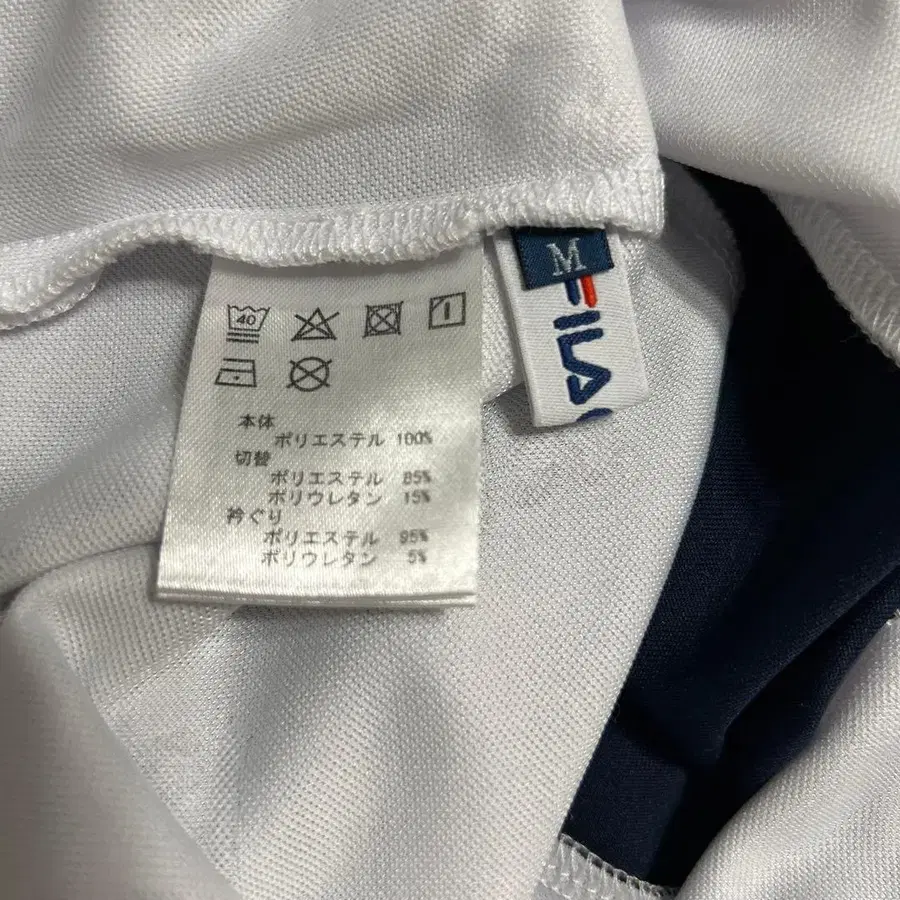 M
FILA
40
本体
ポリエステル 100%
切替
ポリエステル 85%
ポリウレタン 15%
衿ぐり
ポリエステル 95%
ポリウレタン 5%